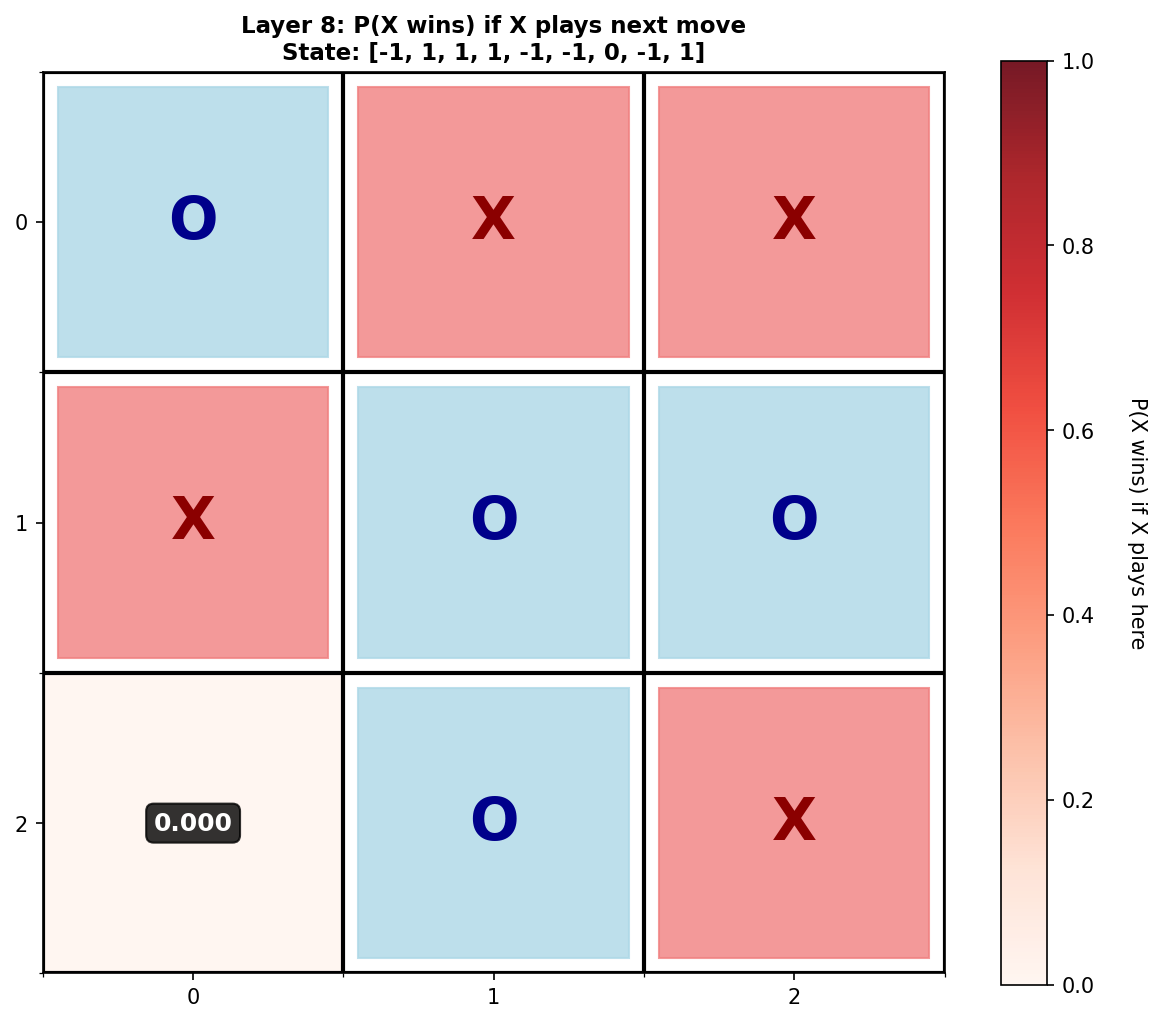 Layer 8: P(X wins) if X plays next move
State: [-1, 1, 1, 1, -1, -1, 0, -1, 1]
0
O
X
X
1
X
O
O
2
0.000
O
X
0
1
2
1.0
0.8
0.6
0.4
0.2
0.0
P(X wins) if X plays here